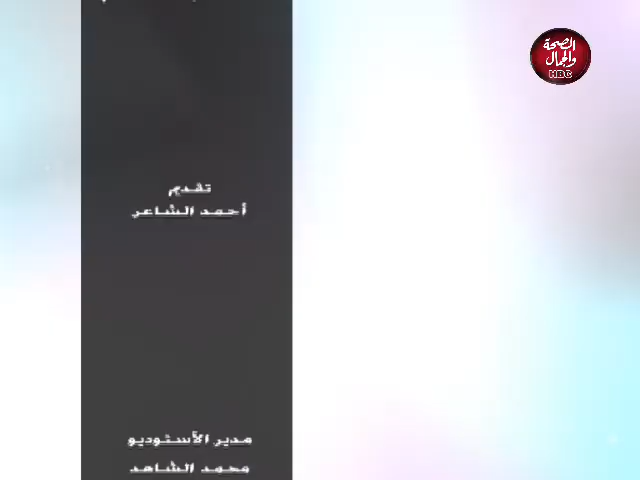 الصحة
والجمال
HBC
تقديم
أحمد الشاعر
مدير الأستوديو
محمد الشاهد